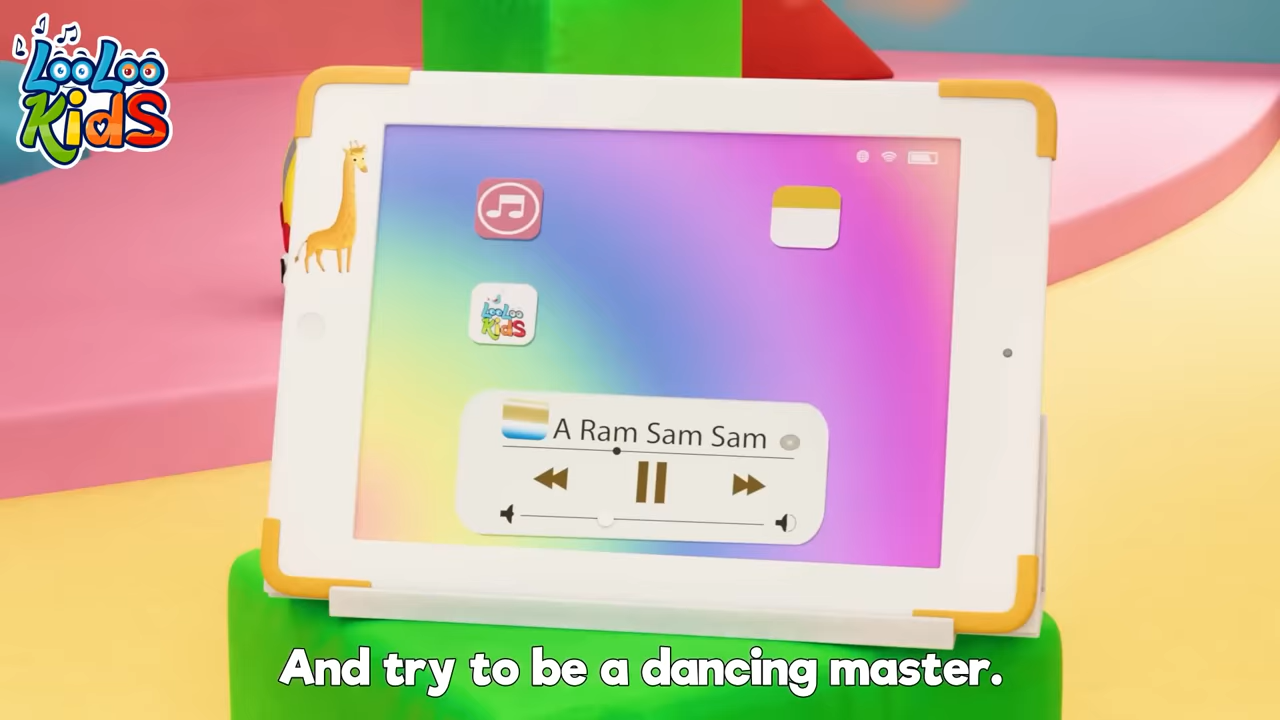 LooLoo
Kids
LooLoo
Kids
A Ram Sam Sam
And try to be a dancing master.